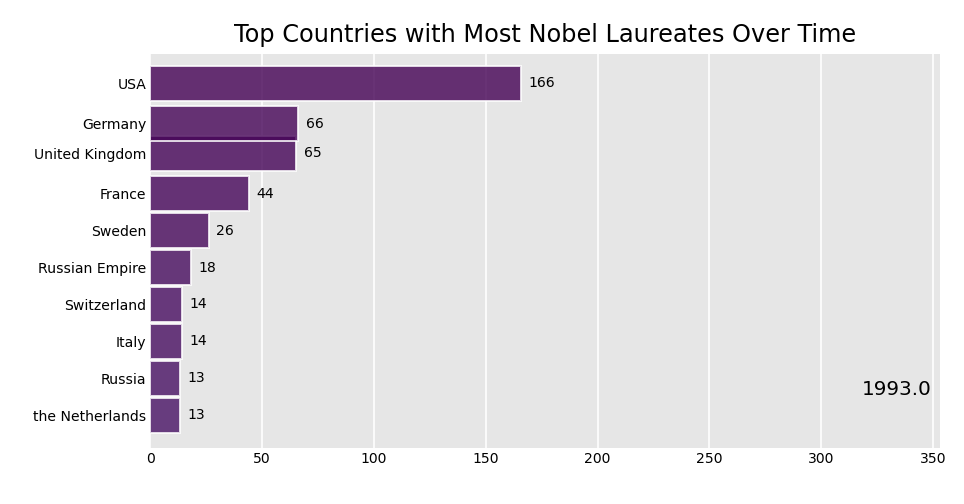 Top Countries with Most Nobel Laureates Over Time
USA 166
Germany 66
United Kingdom 65
France 44
Sweden 26
Russian Empire 18
Switzerland 14
Italy 14
Russia 13
1993.0
the Netherlands 13
0 50 100 150 200 250 300 350